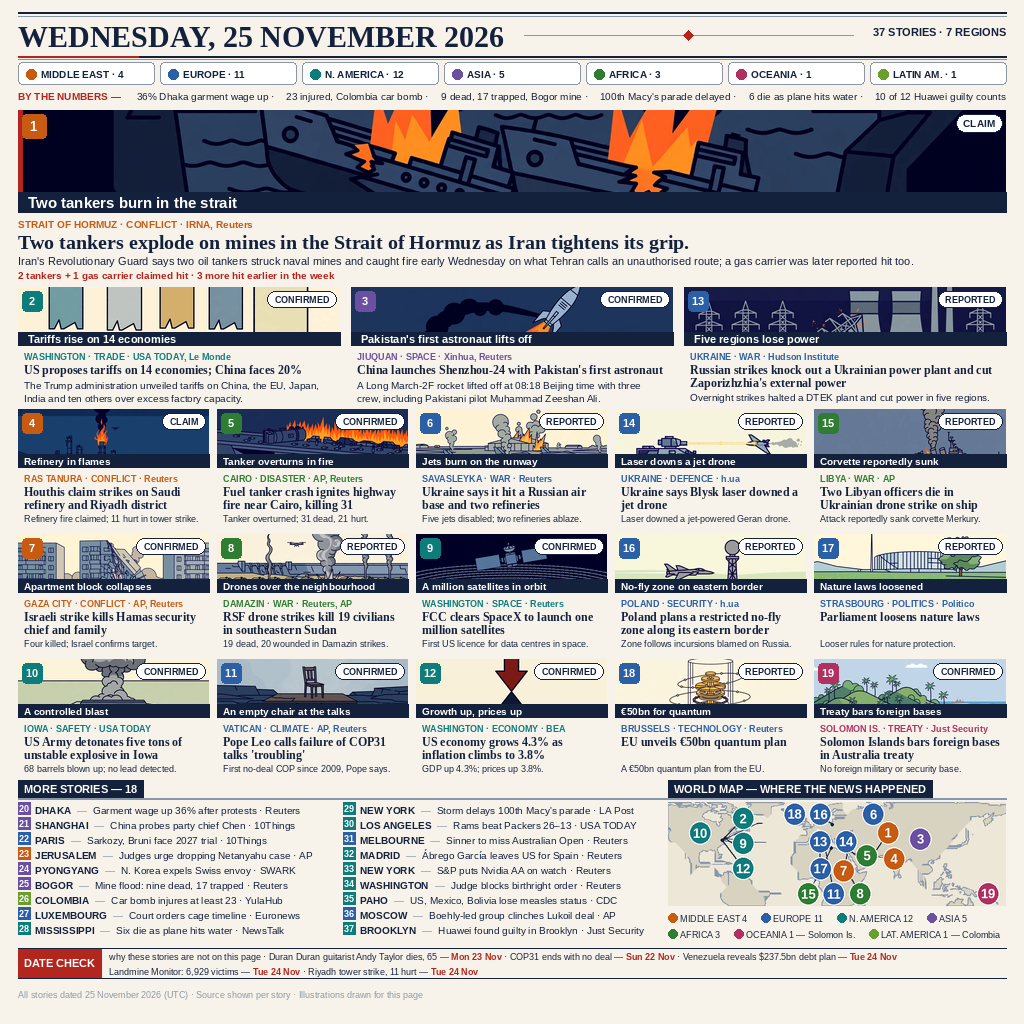 WEDNESDAY, 25 NOVEMBER 2026
37 STORIES · 7 REGIONS
MIDDLE EAST · 4
EUROPE · 11
N. AMERICA · 12
ASIA · 5
AFRICA · 3
OCEANIA · 1
LATIN AM. · 1
BY THE NUMBERS — 36% Dhaka garment wage up · 23 injured, Colombia car bomb · 9 dead, 17 trapped, Bogor mine · 100th Macy's parade delayed · 6 die as plane hits water · 10 of 12 Huawei guilty counts
1
CLAIM
Two tankers burn in the strait
STRAIT OF HORMUZ · CONFLICT · IRNA, Reuters
Two tankers explode on mines in the Strait of Hormuz as Iran tightens its grip.
Iran's Revolutionary Guard says two oil tankers struck naval mines and caught fire early Wednesday on what Tehran calls an unauthorised route; a gas carrier was later reported hit too.
2 tankers + 1 gas carrier claimed hit · 3 more hit earlier in the week
2
CONFIRMED
Tariffs rise on 14 economies
WASHINGTON · TRADE · USA TODAY, Le Monde
US proposes tariffs on 14 economies; China faces 20%
The Trump administration unveiled tariffs on China, the EU, Japan,
India and ten others over excess factory capacity.
3
CONFIRMED
Pakistan's first astronaut lifts off
JIUQUAN · SPACE · Xinhua, Reuters
China launches Shenzhou-24 with Pakistan's first astronaut
A Long March-2F rocket lifted off at 08:18 Beijing time with three
crew, including Pakistani pilot Muhammad Zeeshan Ali.
13
REPORTED
Five regions lose power
UKRAINE · WAR · Hudson Institute
Russian strikes knock out a Ukrainian power plant and cut
Zaporizhzhia's external power
Overnight strikes halted a DTEK plant and cut power in five regions.
4
CLAIM
Refinery in flames
RAS TANURA · CONFLICT · Reuters
Houthis claim strikes on Saudi
refinery and Riyadh district
Refinery fire claimed; 11 hurt in tower strike.
5
CONFIRMED
Tanker overturns in fire
CAIRO · DISASTER · AP, Reuters
Fuel tanker crash ignites highway
fire near Cairo, killing 31
Tanker overturned; 31 dead, 21 hurt.
6
REPORTED
Jets burn on the runway
SAVASLEYKA · WAR · Reuters
Ukraine says it hit a Russian air
base and two refineries
Five jets disabled; two refineries ablaze.
14
REPORTED
Laser downs a jet drone
UKRAINE · DEFENCE · h.ua
Ukraine says Blysk laser downed a
jet drone
Laser downed a jet-powered Geran drone.
15
REPORTED
Corvette reportedly sunk
LIBYA · WAR · AP
Two Libyan officers die in
Ukrainian drone strike on ship
Attack reportedly sank corvette Merkury.
7
CONFIRMED
Apartment block collapses
GAZA CITY · CONFLICT · AP, Reuters
Israeli strike kills Hamas security
chief and family
Four killed; Israel confirms target.
8
REPORTED
Drones over the neighbourhood
DAMAZIN · WAR · Reuters, AP
RSF drone strikes kill 19 civilians
in southeastern Sudan
19 dead, 20 wounded in Damazin strikes.
9
CONFIRMED
A million satellites in orbit
WASHINGTON · SPACE · Reuters
FCC clears SpaceX to launch one
million satellites
First US licence for data centres in space.
16
REPORTED
No-fly zone on eastern border
POLAND · SECURITY · h.ua
Poland plans a restricted no-fly
zone along its eastern border
Zone follows incursions blamed on Russia.
17
REPORTED
Nature laws loosened
STRASBOURG · POLITICS · Politico
Parliament loosens nature laws
Looser rules for nature protection.
10
CONFIRMED
A controlled blast
IOWA · SAFETY · USA TODAY
US Army detonates five tons of
unstable explosive in Iowa
68 barrels blown up; no lead detected.
11
CONFIRMED
An empty chair at the talks
VATICAN · CLIMATE · AP, Reuters
Pope Leo calls failure of COP31
talks 'troubling'
First no-deal COP since 2009, Pope says.
12
CONFIRMED
Growth up, prices up
WASHINGTON · ECONOMY · BEA
US economy grows 4.3% as
inflation climbs to 3.8%
GDP up 4.3%; prices up 3.8%.
18
REPORTED
€50bn for quantum
BRUSSELS · TECHNOLOGY · Reuters
EU unveils €50bn quantum plan
A €50bn quantum plan from the EU.
19
CONFIRMED
Treaty bars foreign bases
SOLOMON IS. · TREATY · Just Security
Solomon Islands bars foreign bases
in Australia treaty
No foreign military or security base.
MORE STORIES — 18
20 DHAKA — Garment wage up 36% after protest · Reuters
21 SHANGHAI — China probes party chief Chen · 10Things
22 PARIS — Sarkozy, Bruni face 2027 trial · 10Things
23 JERUSALEM — Judges urge dropping Netanyahu case · AP
24 PYONGYANG — N. Korea expels Swiss envoy · SWARK
25 BOGOR — Mine flood: nine dead, 17 trapped · Reuters
26 COLOMBIA — Car bomb injures at least 23 · YulaHub
27 LUXEMBOURG — Court orders cage timeline · Euronews
28 MISSISSIPPI — Six die as plane hits water · NewsTalk
29 NEW YORK — Storm delays 100th Macy's parade · LA Post
30 LOS ANGELES — Rams beat Packers 26–13 · USA TODAY
31 MELBOURNE — Sinner to miss Australian Open · Reuters
32 MADRID — Ábrego García leaves US for Spain · Reuters
33 NEW YORK — S&P puts Nvidia AA on watch · Reuters
34 WASHINGTON — Judge blocks birthright order · Reuters
35 PAHO — US, Mexico, Bolivia lose measles status · CDC
36 MOSCOW — Boehly-led group clinches Lukoil deal · AP
37 BROOKLYN — Huawei found guilty in Brooklyn · Just Security
WORLD MAP — WHERE THE NEWS HAPPENED
18
16
6
2
10
9
12
13
14
1
3
5
4
17
7
15
11
8
19
MIDDLE EAST 4
EUROPE 11
N. AMERICA 12
ASIA 5
AFRICA 3
OCEANIA 1 — Solomon Is.
LAT. AMERICA 1 — Colombia
DATE CHECK
why these stories are not on this page · Duran Duran guitarist Andy Taylor dies, 65 — Mon 23 Nov · COP31 ends with no deal — Sun 22 Nov · Venezuela reveals $237.5bn debt plan — Tue 24 Nov
Landmine Monitor: 6,929 victims — Tue 24 Nov · Riyadh tower strike, 11 hurt — Tue 24 Nov
All stories dated 25 November 2026 (UTC) · Source shown per story · Illustrations drawn for this page